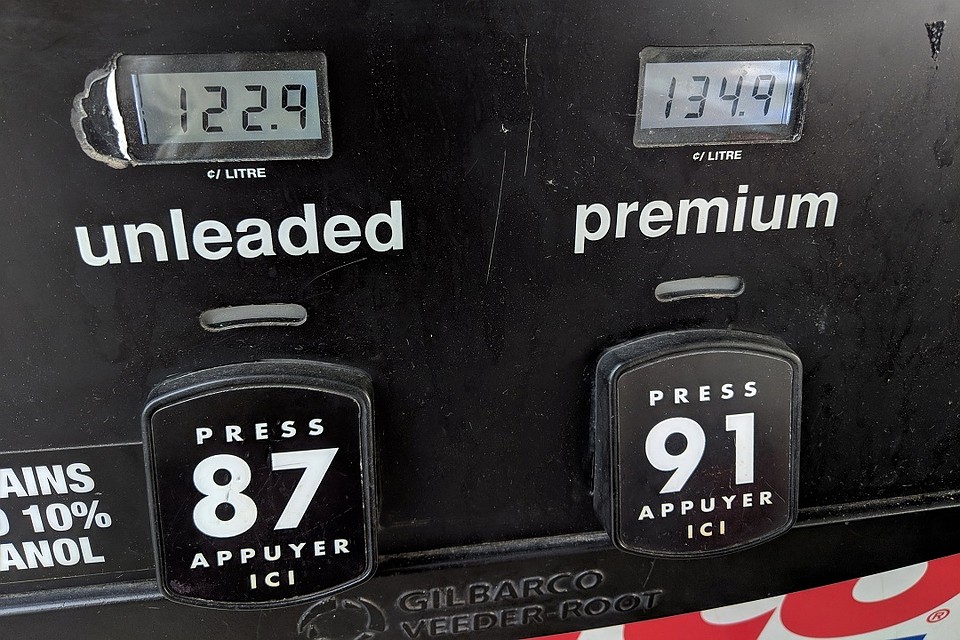 122.9
¢/ LITRE
unleaded
134.9
¢/ LITRE
premium
PRESS
87
APPUYER
ICI
PRESS
91
APPUYER
ICI
AINS
10%
ANOL
GILBARCO
VEEDER-ROOT
®